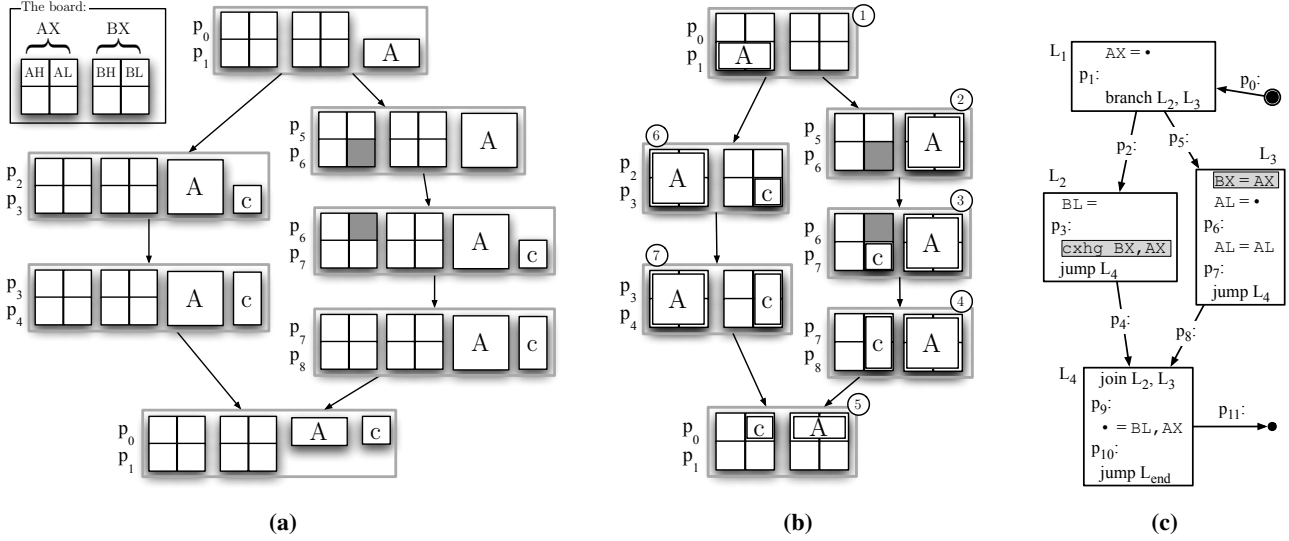 The board:
AX BX
AH AL BH BL
p0
p1
A
p5
p6
A
p2
p3
A c
p6
p7
A c
p3
p4
A c
p7
p8
A c
p0
p1
A c
(a)
1
p0
p1
A
2
p5
p6
A
6
p2
p3
A c
3
p6
p7
c A
7
p3
p4
A c
4
p7
p8
c A
5
p0
p1
c A
(b)
L1
AX = •
p1:
branch L2, L3
p0:
p2:
p5:
L3
BX = AX
AL = •
p6:
AL = AL
p7:
jump L4
L2
BL =
p3:
cxhg BX, AX
jump L4
p4:
p8:
L4
join L2, L3
p9:
• = BL, AX
p10:
jump Lend
p11:
(c)